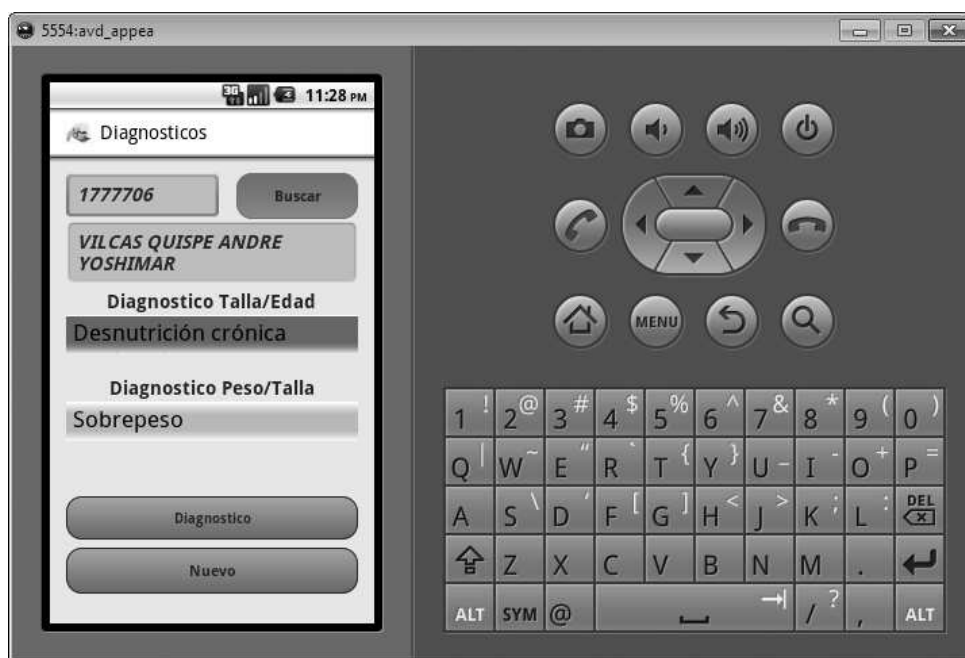 5554:avd_appea
3G
11:28 PM
Diagnosticos
1777706
Buscar
VILCAS QUISPE ANDRE
YOSHIMAR
Diagnostico Talla/Edad
Desnutrición crónica
Diagnostico Peso/Talla
Sobrepeso
Diagnostico
Nuevo
MENU
1 ! 2 @ 3 # 4 $ 5 % 6 ^ 7 & 8 * 9 ( 0 )
Q | W ~ E " R ` T { Y } U _ I - O + P =
A S \ D ' F [ G ] H < J > K ; L : DEL
Z X C V B N M .
ALT SYM @ / ? , ALT